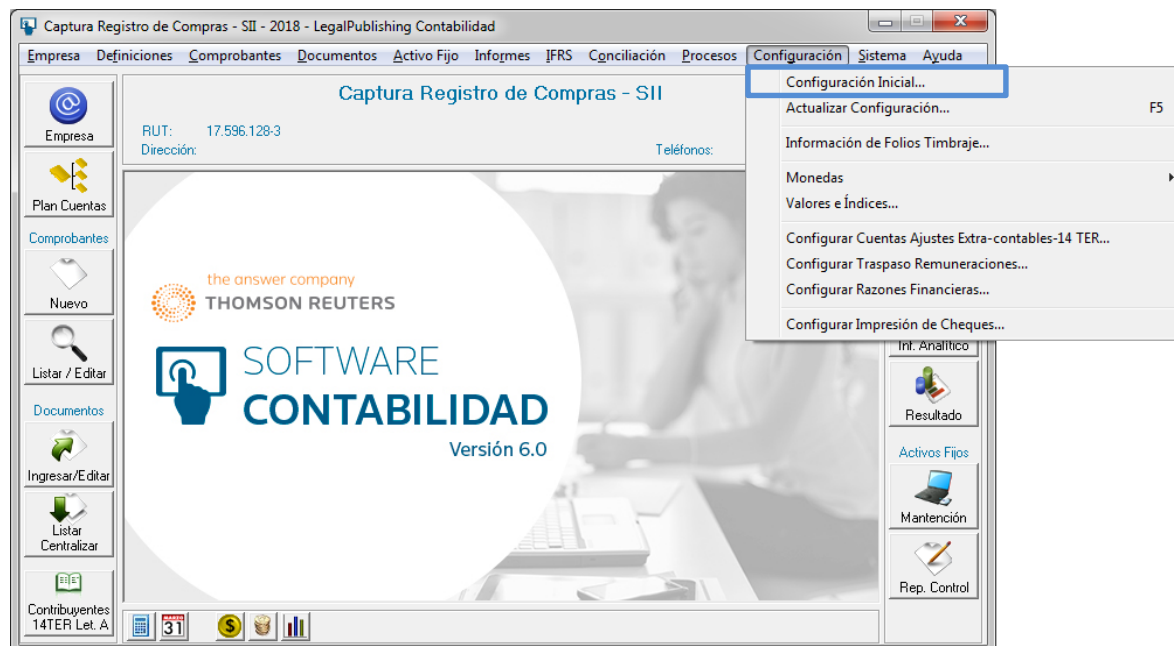 Captura Registro de Compras - SII - 2018 - LegalPublishing Contabilidad
Empresa Definiciones Comprobantes Documentos Activo Fijo Informes IFRS Conciliación Procesos Configuración Sistema Ayuda
Configuración Inicial...
Actualizar Configuración... F5
Información de Folios Timbraje...
Monedas
Valores e Índices...
Configurar Cuentas Ajustes Extra-contables-14 TER...
Configurar Traspaso Remuneraciones...
Configurar Razones Financieras...
Configurar Impresión de Cheques...
Captura Registro de Compras - SII
RUT: 17.596.128-3
Dirección: Teléfonos:
Empresa
Plan Cuentas
Comprobantes
Nuevo
Listar / Editar
Documentos
Ingresar/Editar
Listar
Centralizar
Contribuyentes
14TER Let. A
the answer company
THOMSON REUTERS
SOFTWARE
CONTABILIDAD
Versión 6.0
MARZO
31
$
Inf. Analítico
Resultado
Activos Fijos
Mantención
Rep. Control